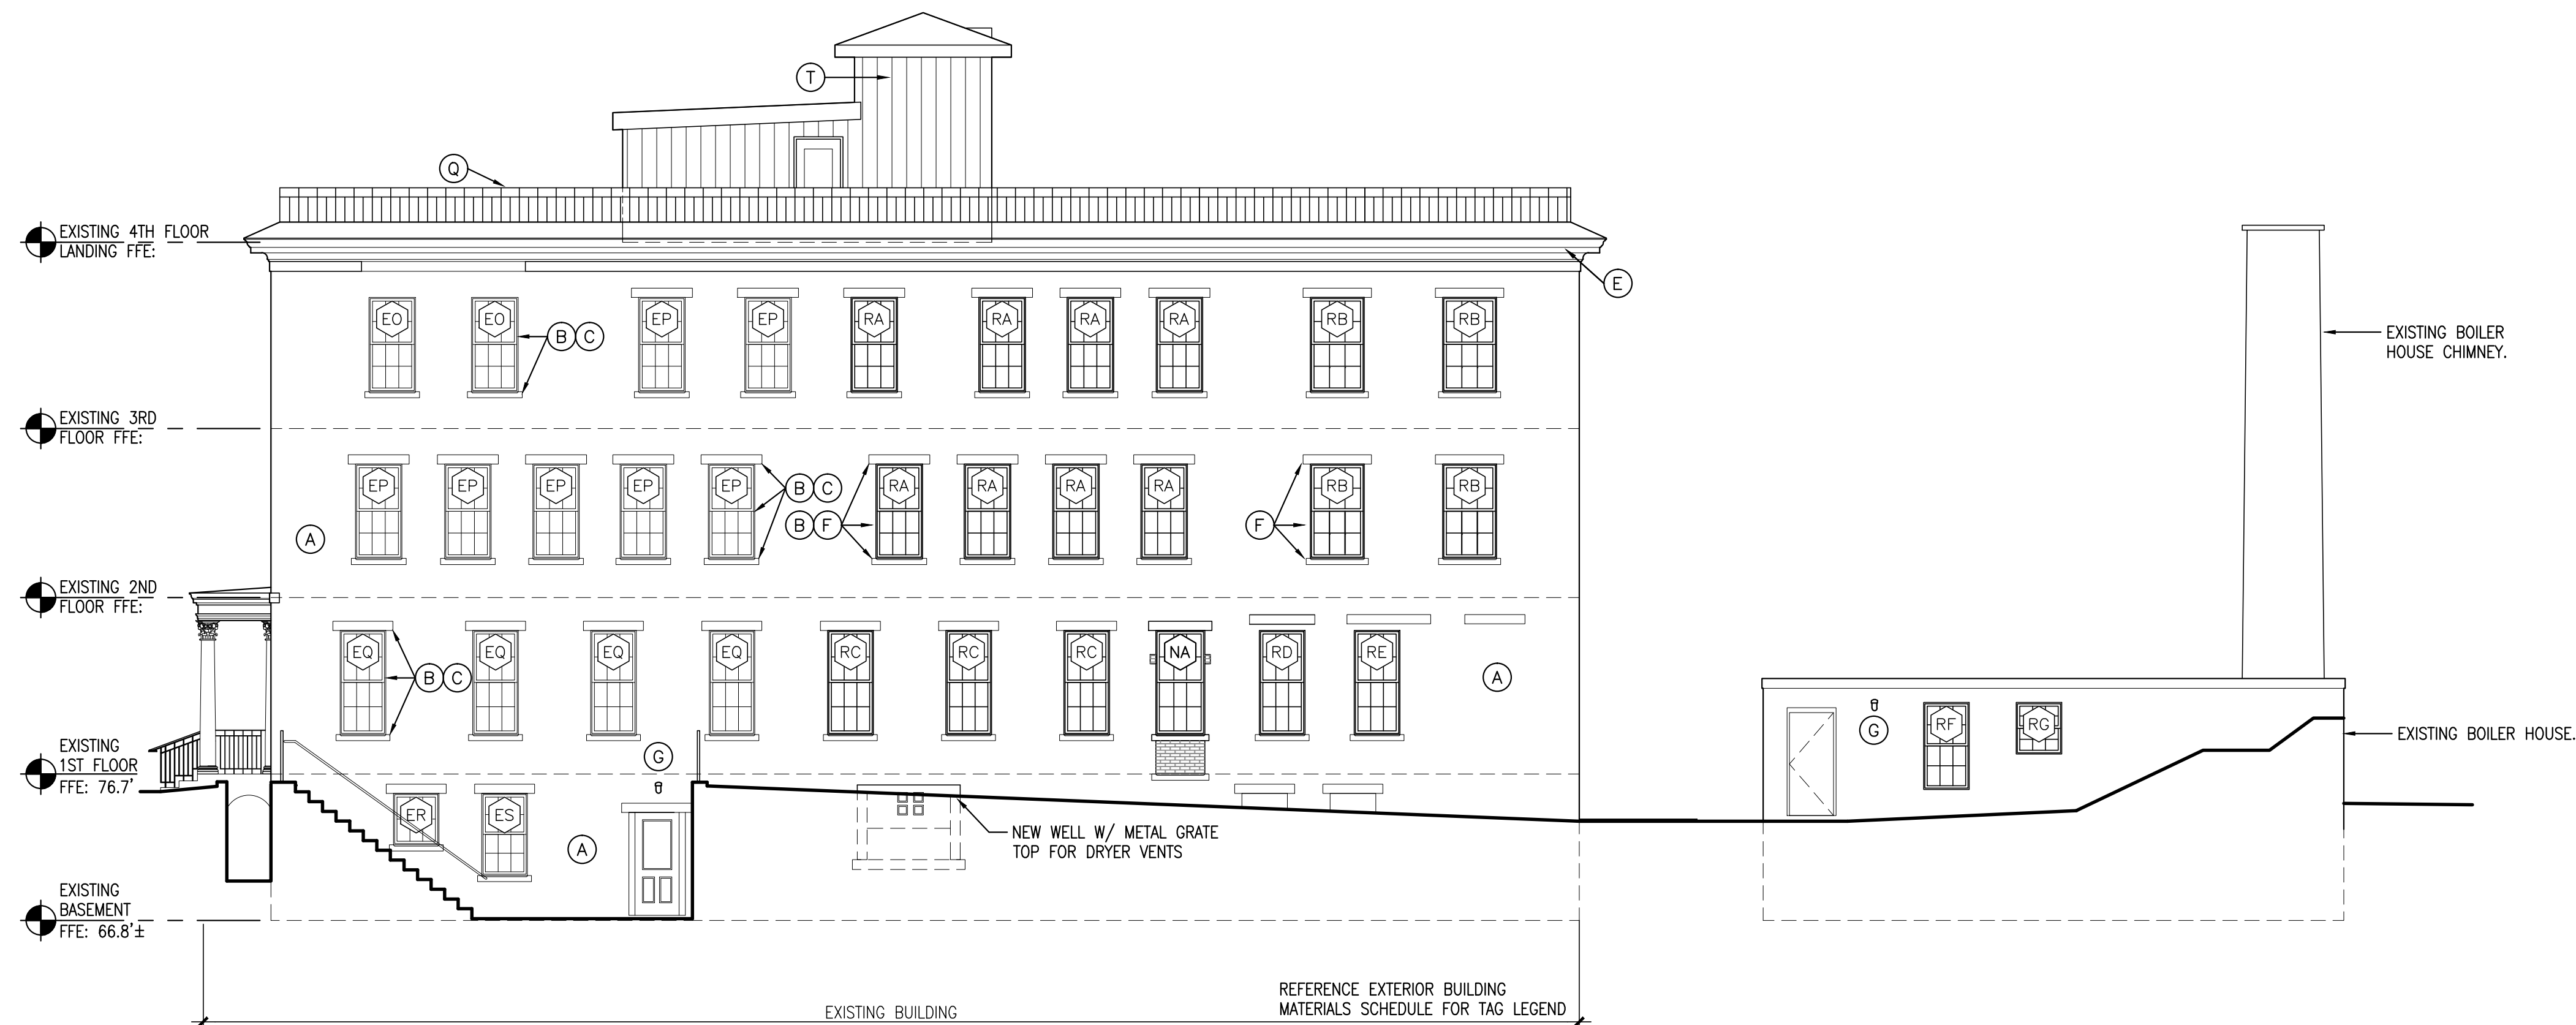 T
Q
EXISTING 4TH FLOOR
LANDING FFE:
E
EO EO EP EP RA RA RA RA RB RB
B C
EXISTING BOILER
HOUSE CHIMNEY.
EXISTING 3RD
FLOOR FFE:
EP EP EP EP EP RA RA RA RA RB RB
B C
B F
F
A
EXISTING 2ND
FLOOR FFE:
EQ EQ EQ EQ RC RC RC NA RD RE
B C
A
G
RF RG
EXISTING BOILER HOUSE.
EXISTING
1ST FLOOR
FFE: 76.7'
G
ER ES
A
NEW WELL W/ METAL GRATE
TOP FOR DRYER VENTS
EXISTING
BASEMENT
FFE: 66.8'±
REFERENCE EXTERIOR BUILDING
MATERIALS SCHEDULE FOR TAG LEGEND
EXISTING BUILDING